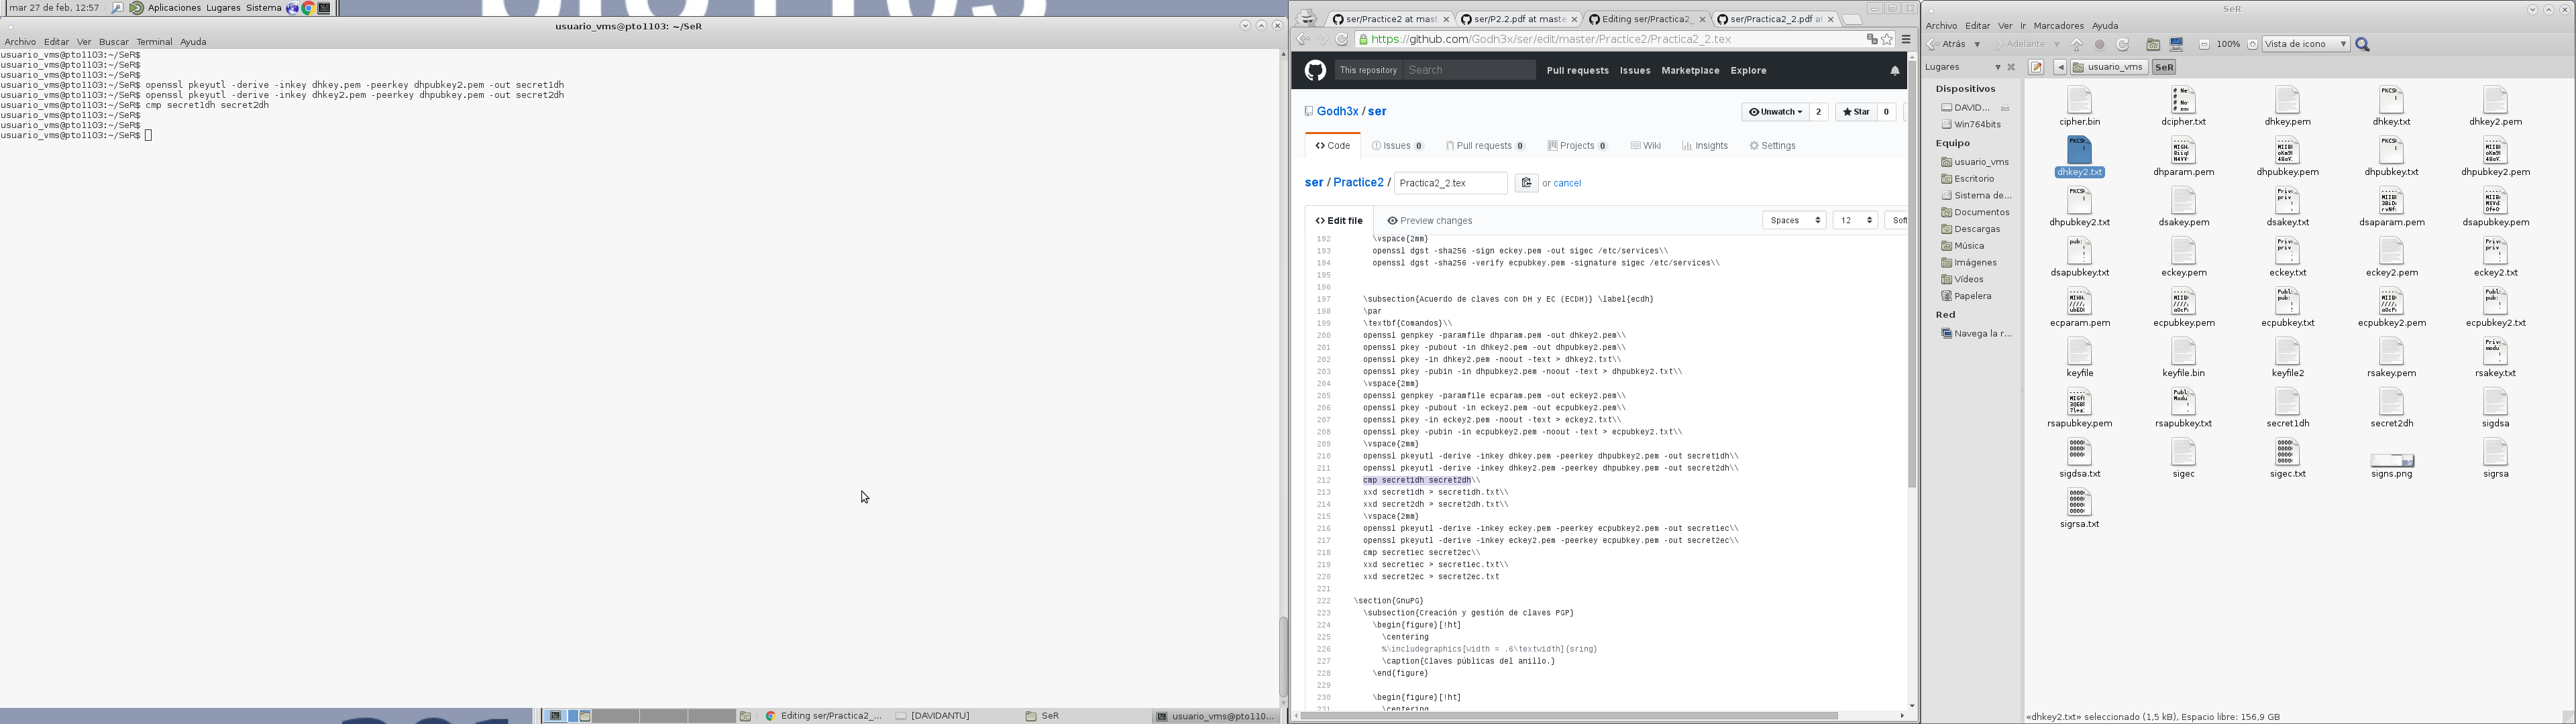 mar 27 de feb, 12:57
Aplicaciones Lugares Sistema
usuario_vms@pto1103: ~/SeR
Archivo Editar Ver Buscar Terminal Ayuda
usuario_vms@pto1103:~/SeR$
usuario_vms@pto1103:~/SeR$
usuario_vms@pto1103:~/SeR$
usuario_vms@pto1103:~/SeR$ openssl pkeyutl -derive -inkey dhkey.pem -peerkey dhpubkey2.pem -out secret1dh
usuario_vms@pto1103:~/SeR$ openssl pkeyutl -derive -inkey dhkey2.pem -peerkey dhpubkey.pem -out secret2dh
usuario_vms@pto1103:~/SeR$ cmp secret1dh secret2dh
usuario_vms@pto1103:~/SeR$
usuario_vms@pto1103:~/SeR$
usuario_vms@pto1103:~/SeR$
ser/Practice2 at mast
ser/P2.2.pdf at maste
Editing ser/Practica2_
ser/Practica2_2.pdf a
https://github.com/Godh3x/ser/edit/master/Practice2/Practica2_2.tex
This repository Search Pull requests Issues Marketplace Explore
Godh3x / ser
Unwatch 2 Star 0
Code Issues 0 Pull requests 0 Projects 0 Wiki Insights Settings
ser / Practice2 / Practica2_2.tex or cancel
Edit file Preview changes Spaces 12 Soft
192 \vspace{2mm}
193 openssl dgst -sha256 -sign eckey.pem -out sigec /etc/services\\
194 openssl dgst -sha256 -verify ecpubkey.pem -signature sigec /etc/services\\
195
196
197 \subsection{Acuerdo de claves con DH y EC (ECDH)} \label{ecdh}
198 \par
199 \textbf{Comandos}\\
200 openssl genpkey -paramfile dhparam.pem -out dhkey2.pem\\
201 openssl pkey -pubout -in dhkey2.pem -out dhpubkey2.pem\\
202 openssl pkey -in dhkey2.pem -noout -text > dhkey2.txt\\
203 openssl pkey -pubin -in dhpubkey2.pem -noout -text > dhpubkey2.txt\\
204 \vspace{2mm}
205 openssl genpkey -paramfile ecparam.pem -out eckey2.pem\\
206 openssl pkey -pubout -in eckey2.pem -out ecpubkey2.pem\\
207 openssl pkey -in eckey2.pem -noout -text > eckey2.txt\\
208 openssl pkey -pubin -in ecpubkey2.pem -noout -text > ecpubkey2.txt\\
209 \vspace{2mm}
210 openssl pkeyutl -derive -inkey dhkey.pem -peerkey dhpubkey2.pem -out secret1dh\\
211 openssl pkeyutl -derive -inkey dhkey2.pem -peerkey dhpubkey.pem -out secret2dh\\
212 cmp secret1dh secret2dh\\
213 xxd secret1dh > secret1dh.txt\\
214 xxd secret2dh > secret2dh.txt\\
215 \vspace{2mm}
216 openssl pkeyutl -derive -inkey eckey.pem -peerkey ecpubkey2.pem -out secret1ec\\
217 openssl pkeyutl -derive -inkey eckey2.pem -peerkey ecpubkey.pem -out secret2ec\\
218 cmp secret1ec secret2ec\\
219 xxd secret1ec > secret1ec.txt\\
220 xxd secret2ec > secret2ec.txt
221
222 \section{GnuPG}
223 \subsection{Creación y gestión de claves PGP}
224 \begin{figure}[!ht]
225 \centering
226 %\includegraphics[width = .6\textwidth]{sring}
227 \caption{Claves públicas del anillo.}
228 \end{figure}
229
230 \begin{figure}[!ht]
231 \centering
SeR
Archivo Editar Ver Ir Marcadores Ayuda
Atrás Adelante 100% Vista de icono
Lugares usuario_vms SeR
Dispositivos
DAVID...
Win764bits
Equipo
usuario_vms
Escritorio
Sistema de...
Documentos
Descargas
Música
Imágenes
Vídeos
Papelera
Red
Navega la r...
cipher.bin dcipher.txt dhkey.pem dhkey.txt dhkey2.pem
dhkey2.txt dhparam.pem dhpubkey.pem dhpubkey.txt dhpubkey2.pem
dhpubkey2.txt dsakey.pem dsakey.txt dsaparam.pem dsapubkey.pem
dsapubkey.txt eckey.pem eckey.txt eckey2.pem eckey2.txt
ecparam.pem ecpubkey.pem ecpubkey.txt ecpubkey2.pem ecpubkey2.txt
keyfile keyfile.bin keyfile2 rsakey.pem rsakey.txt
rsapubkey.pem rsapubkey.txt secret1dh secret2dh sigdsa
sigdsa.txt sigec sigec.txt signs.png sigrsa
sigrsa.txt
«dhkey2.txt» seleccionado (1,5 kB), Espacio libre: 156,9 GB
Editing ser/Practica2_...
[DAVIDANTU]
SeR
usuario_vms@pto110...